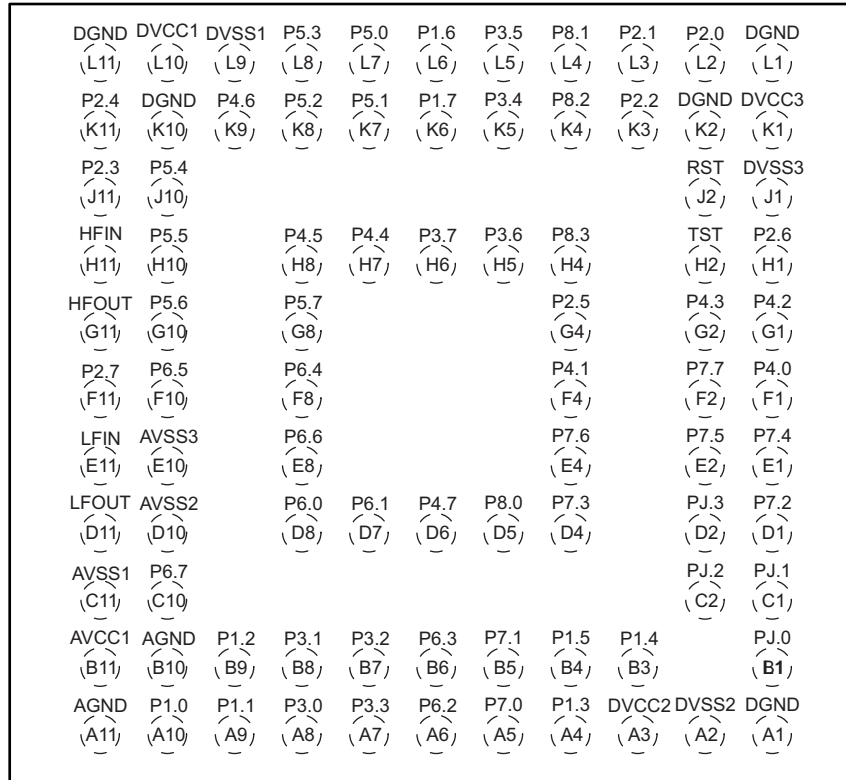 DGND DVCC1 DVSS1 P5.3 P5.0 P1.6 P3.5 P8.1 P2.1 P2.0 DGND
L11 L10 L9 L8 L7 L6 L5 L4 L3 L2 L1
P2.4 DGND P4.6 P5.2 P5.1 P1.7 P3.4 P8.2 P2.2 DGND DVCC3
K11 K10 K9 K8 K7 K6 K5 K4 K3 K2 K1
P2.3 P5.4 RST DVSS3
J11 J10 J2 J1
HFIN P5.5 P4.5 P4.4 P3.7 P3.6 P8.3 TST P2.6
H11 H10 H8 H7 H6 H5 H4 H2 H1
HFOUT P5.6 P5.7 P2.5 P4.3 P4.2
G11 G10 G8 G4 G2 G1
P2.7 P6.5 P6.4 P4.1 P7.7 P4.0
F11 F10 F8 F4 F2 F1
LFIN AVSS3 P6.6 P7.6 P7.5 P7.4
E11 E10 E8 E4 E2 E1
LFOUT AVSS2 P6.0 P6.1 P4.7 P8.0 P7.3 PJ.3 P7.2
D11 D10 D8 D7 D6 D5 D4 D2 D1
AVSS1 P6.7 PJ.2 PJ.1
C11 C10 C2 C1
AVCC1 AGND P1.2 P3.1 P3.2 P6.3 P7.1 P1.5 P1.4 PJ.0
B11 B10 B9 B8 B7 B6 B5 B4 B3 B1
AGND P1.0 P1.1 P3.0 P3.3 P6.2 P7.0 P1.3 DVCC2 DVSS2 DGND
A11 A10 A9 A8 A7 A6 A5 A4 A3 A2 A1